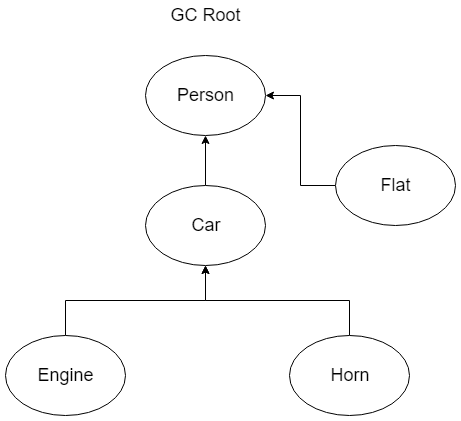 GC Root
Person
Flat
Car
Engine
Horn